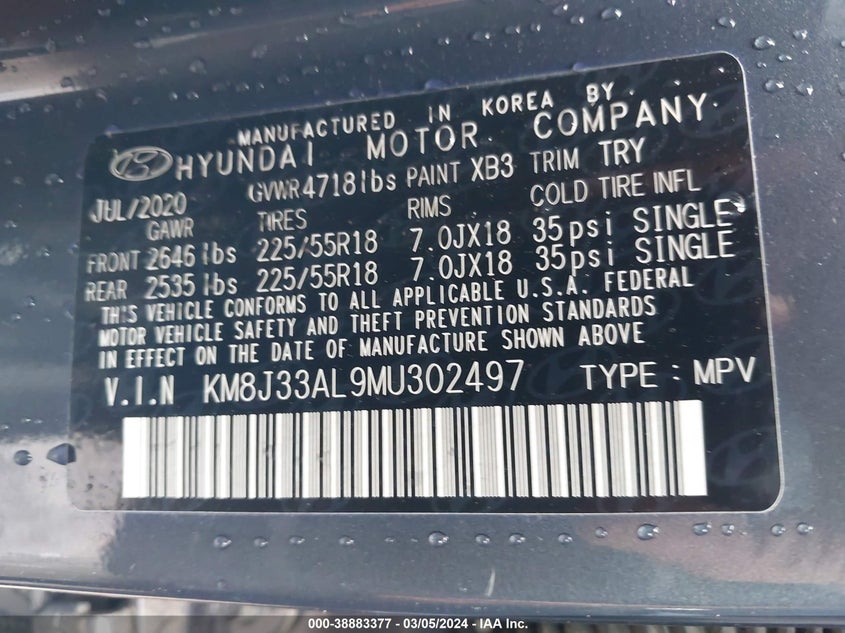 MANUFACTURED IN KOREA BY
HYUNDAI MOTOR COMPANY
JUL/2020 GVWR 4718 lbs PAINT XB3 TRIM TRY
GAWR TIRES RIMS COLD TIRE INFL
FRONT 2646 lbs 225/55R18 7.0JX18 35psi SINGLE
REAR 2535 lbs 225/55R18 7.0JX18 35psi SINGLE
THIS VEHICLE CONFORMS TO ALL APPLICABLE U.S.A. FEDERAL
MOTOR VEHICLE SAFETY AND THEFT PREVENTION STANDARDS
IN EFFECT ON THE DATE OF MANUFACTURE SHOWN ABOVE
V.I.N KM8J33AL9MU302497 TYPE : MPV
000-38883377 - 03/05/2024 - IAA Inc.